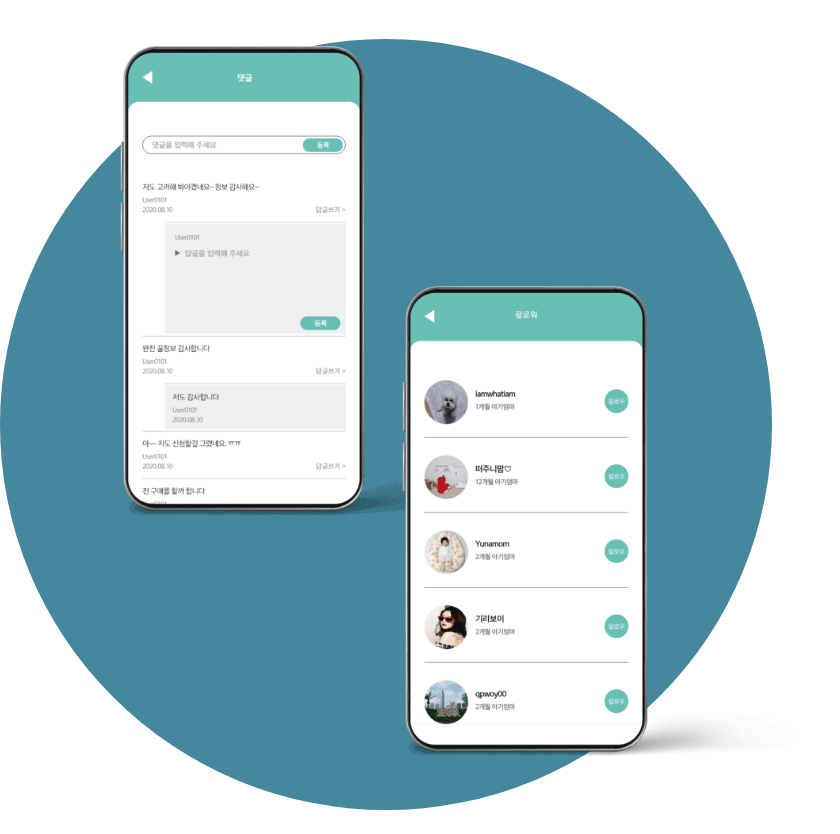 댓글
댓글을 입력해 주세요
등록
저도 고려해 봐야겠네요~ 정보 감사해요~
User0101
2020.08.10
답글쓰기 >
User0101
▶ 답글을 입력해 주세요
등록
완전 꿀정보 감사합니다
User0101
2020.08.10
답글쓰기 >
저도 감사합니다
User0101
2020.08.10
아~~ 저도 신청할걸 그랬네요. ㅠㅠ
User0101
2020.08.10
답글쓰기 >
전 구매를 할까 합니다
User0101
팔로워
iamwhatiam
1개월 아기엄마
팔로우
떠주니맘♡
12개월 아기엄마
팔로우
Yunamom
2개월 아기엄마
팔로우
기리보이
2개월 아기엄마
팔로우
qpwoy00
2개월 아기엄마
팔로우